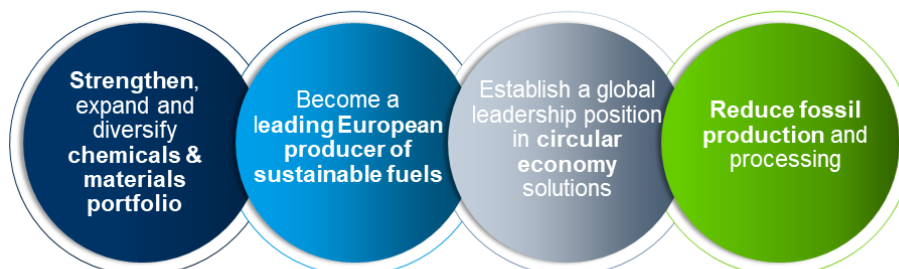 Strengthen,
expand and
diversify
chemicals &
materials
portfolio
Become a
leading European
producer of
sustainable fuels
Establish a global
leadership position
in circular
economy
solutions
Reduce fossil
production and
processing